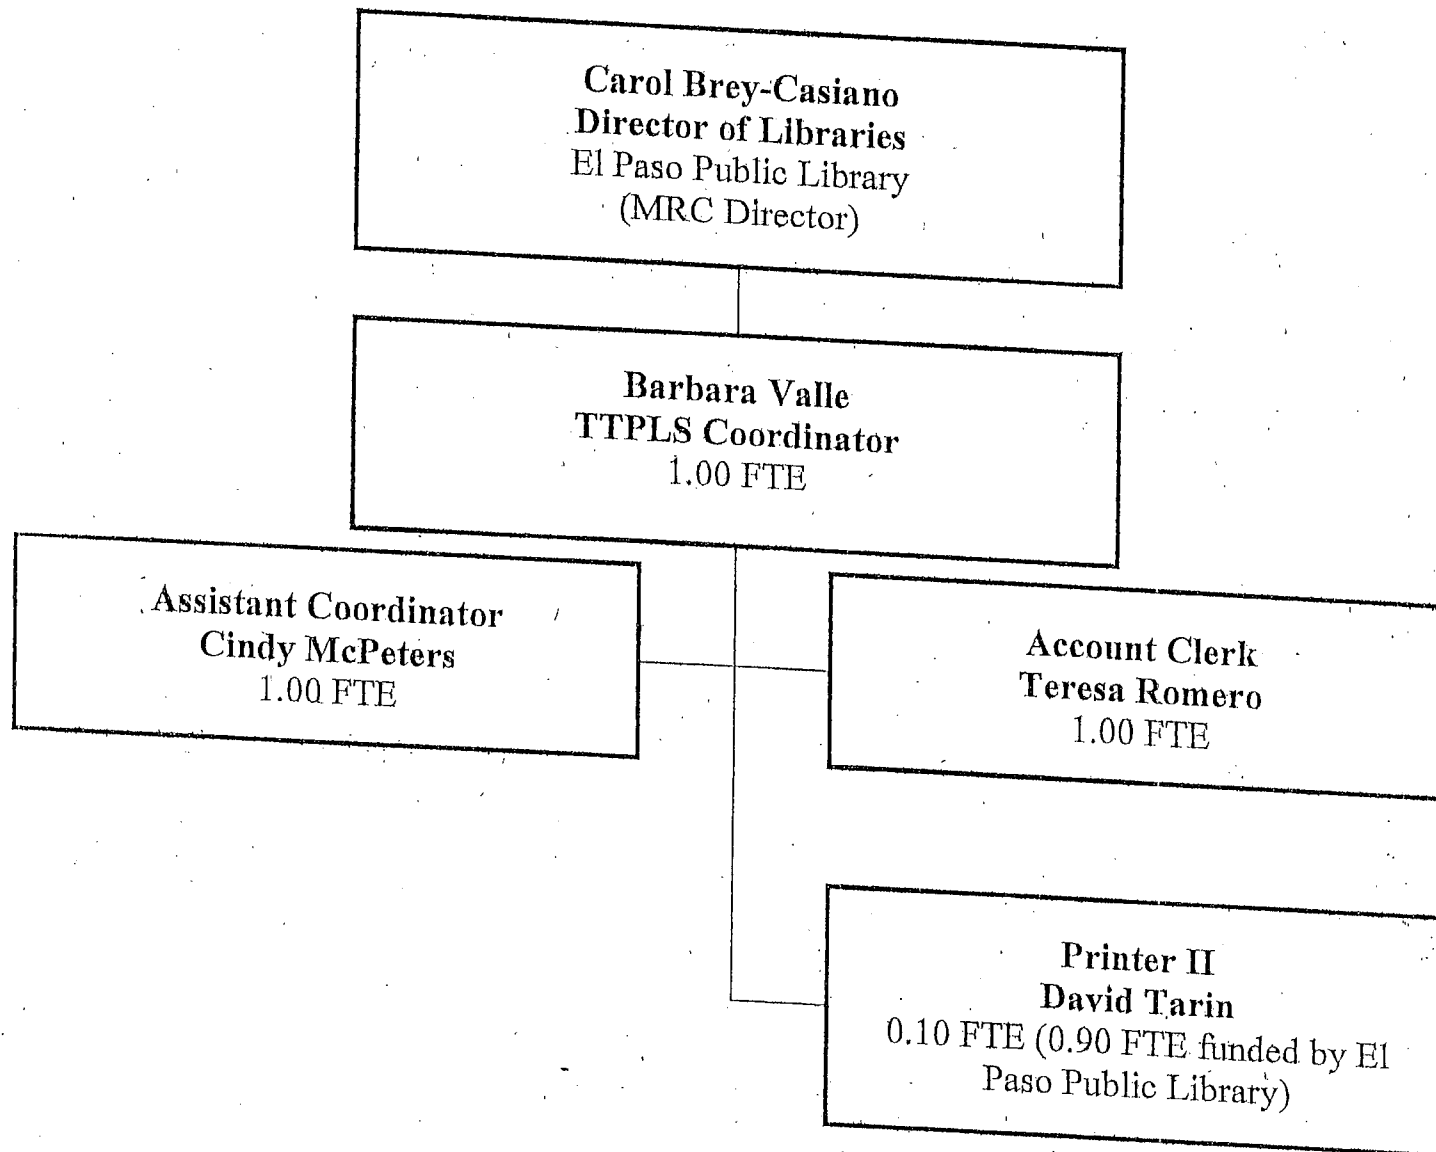 Carol Brey-Casiano
Director of Libraries
El Paso Public Library
(MRC Director)
Barbara Valle
TTPLS Coordinator
1.00 FTE
Assistant Coordinator
Cindy McPeters
1.00 FTE
Account Clerk
Teresa Romero
1.00 FTE
Printer II
David Tarin
0.10 FTE (0.90 FTE funded by El
Paso Public Library)